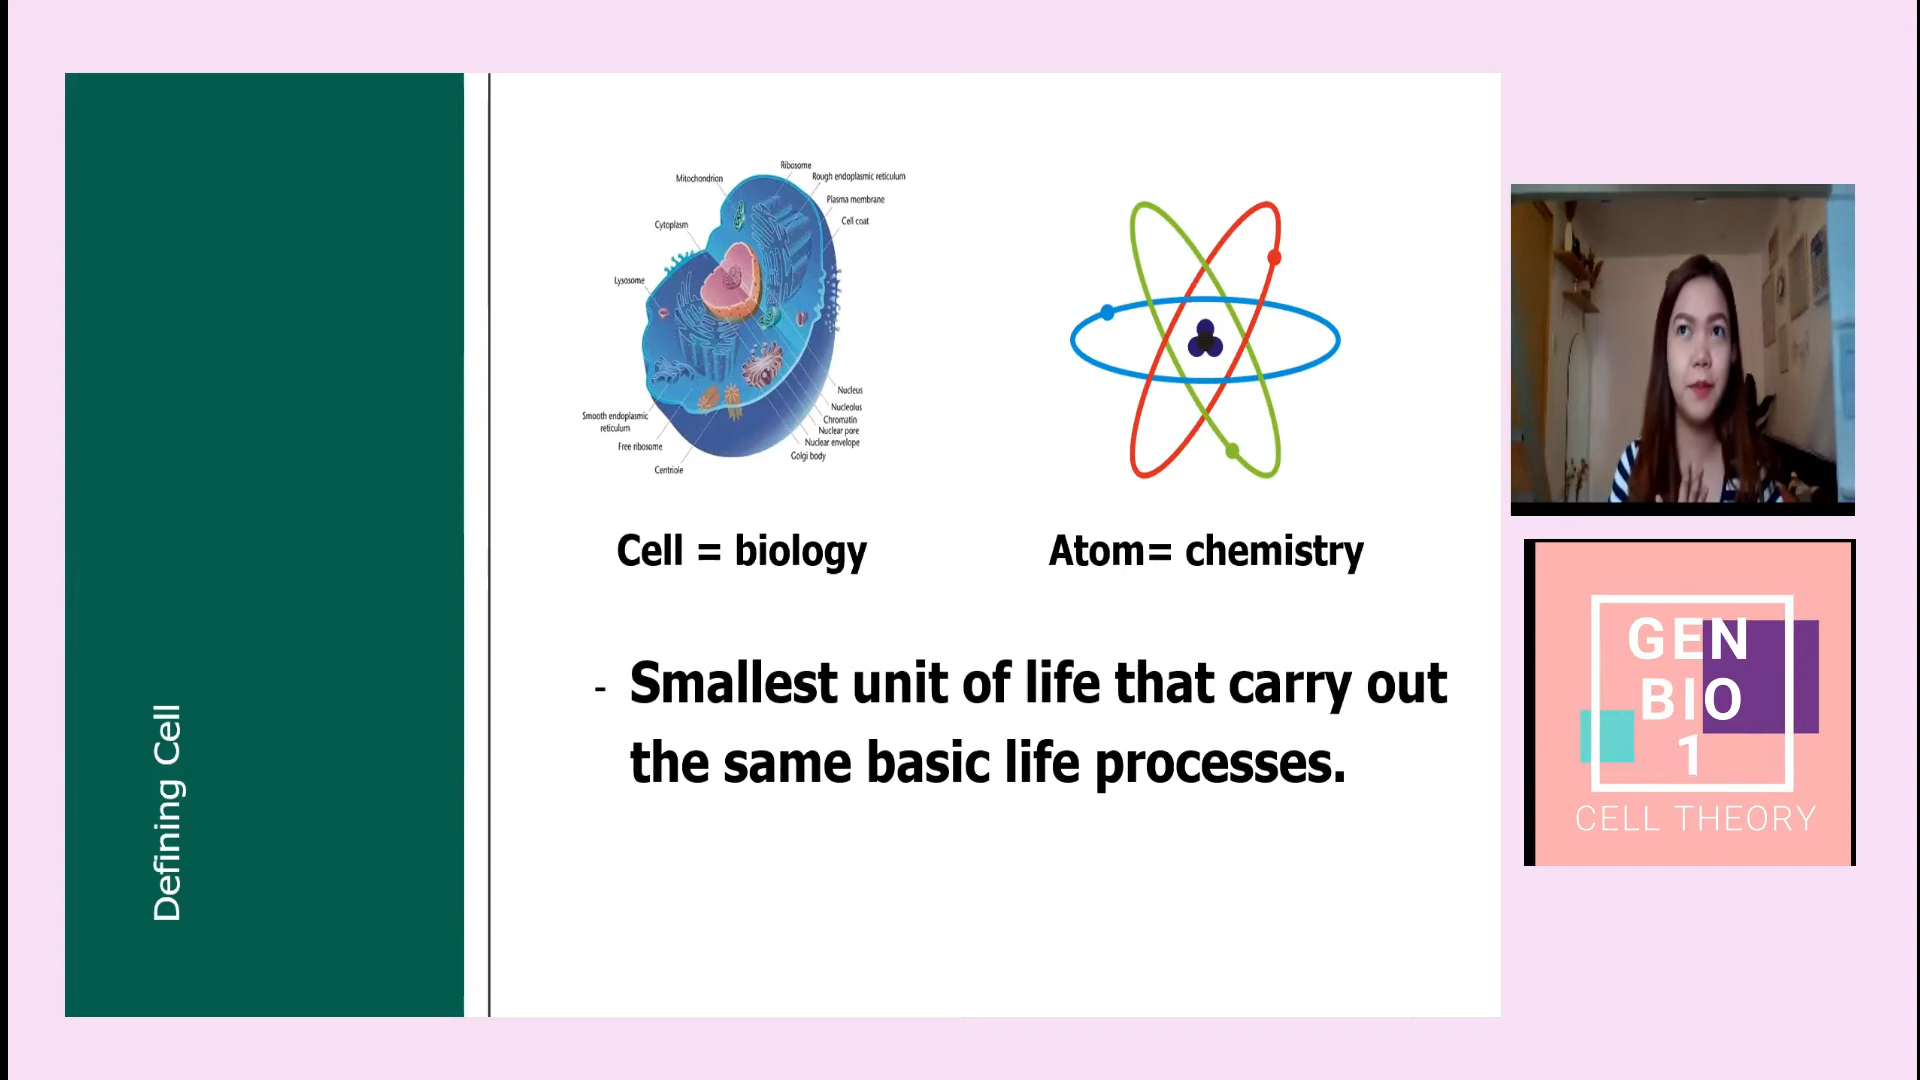 Defining Cell
Ribosome
Mitochondrion
Rough endoplasmic reticulum
Plasma membrane
Cell coat
Cytoplasm
Lysosome
Nucleus
Nucleolus
Chromatin
Nuclear pore
Nuclear envelope
Golgi body
Smooth endoplasmic
reticulum
Free ribosome
Centriole
Cell = biology
Atom= chemistry
- Smallest unit of life that carry out
the same basic life processes.
GEN
BIO
1
CELL THEORY